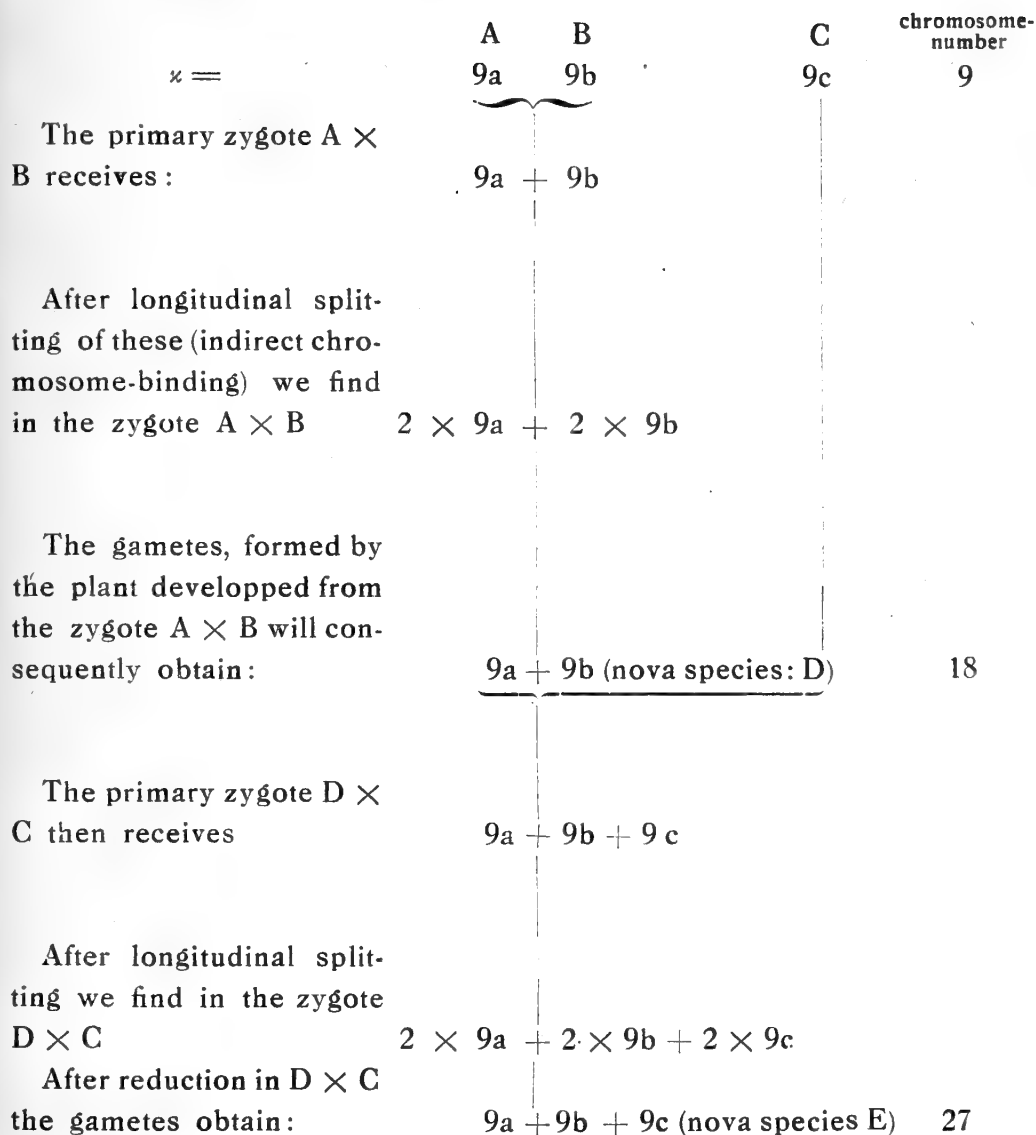 A B C chromosome-
number
ϰ = 9a 9b 9c 9
The primary zygote A ×
B receives : 9a + 9b
After longitudinal split-
ting of these (indirect chro-
mosome-binding) we find
in the zygote A × B 2 × 9a + 2 × 9b
The gametes, formed by
the plant developped from
the zygote A × B will con-
sequently obtain : 9a + 9b (nova species: D) 18
The primary zygote D ×
C then receives 9a + 9b + 9 c
After longitudinal split-
ting we find in the zygote
D × C 2 × 9a + 2 × 9b + 2 × 9c
After reduction in D × C
the gametes obtain : 9a + 9b + 9c (nova species E) 27